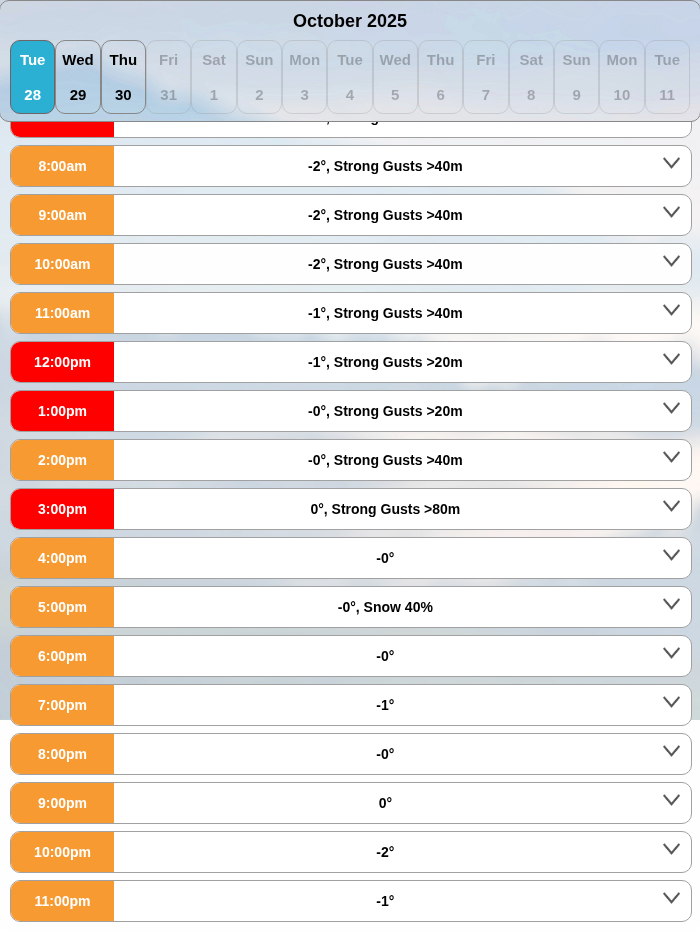 October 2025
Tue Wed Thu Fri Sat Sun Mon Tue Wed Thu Fri Sat Sun Mon Tue
28 29 30 31 1 2 3 4 5 6 7 8 9 10 11
8:00am -2°, Strong Gusts >40m
9:00am -2°, Strong Gusts >40m
10:00am -2°, Strong Gusts >40m
11:00am -1°, Strong Gusts >40m
12:00pm -1°, Strong Gusts >20m
1:00pm -0°, Strong Gusts >20m
2:00pm -0°, Strong Gusts >40m
3:00pm 0°, Strong Gusts >80m
4:00pm -0°
5:00pm -0°, Snow 40%
6:00pm -0°
7:00pm -1°
8:00pm -0°
9:00pm 0°
10:00pm -2°
11:00pm -1°